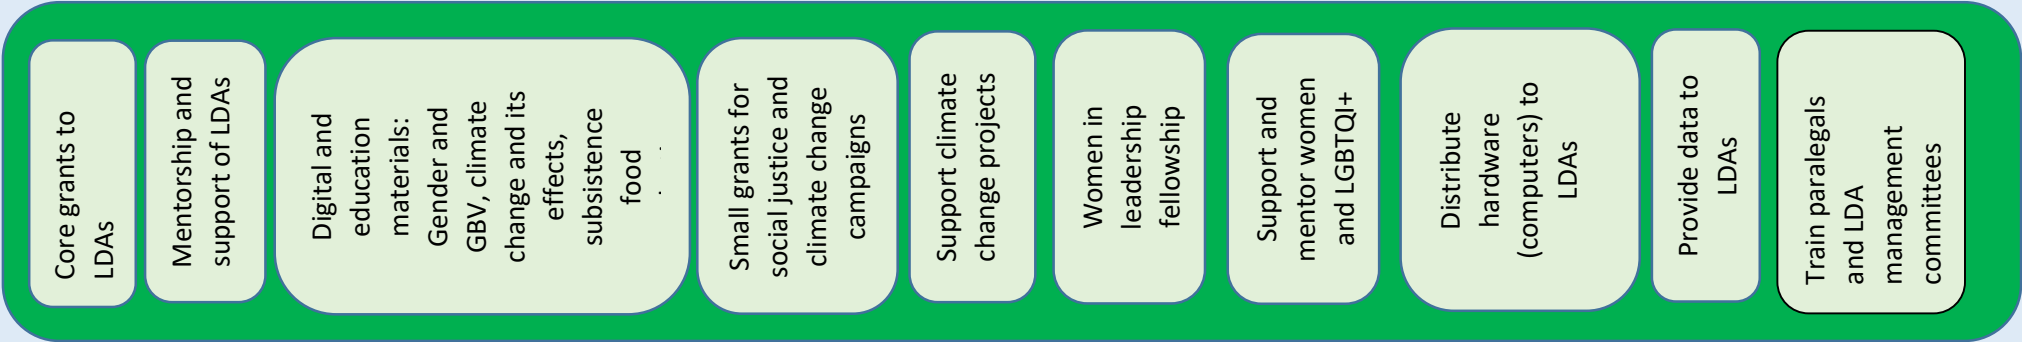 Core grants to
LDAs
Mentorship and
support of LDAs
Digital and
education
materials:
Gender and
GBV, climate
change and its
effects,
subsistence
food
Small grants for
social justice and
climate change
campaigns
Support climate
change projects
Women in
leadership
fellowship
Support and
mentor women
and LGBTQI+
Distribute
hardware
(computers) to
LDAs
Provide data to
LDAs
Train paralegals
and LDA
management
committees